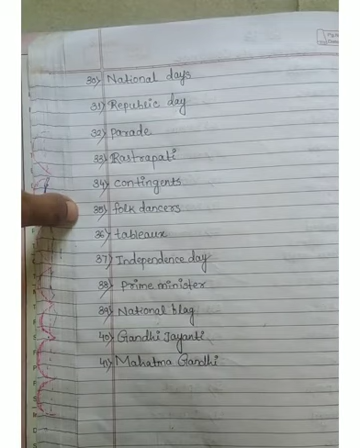 30) National days
31) Republic day
32) parade
33) Rastrapati
34) contingents
35) folk dancers
36) tableaux
37) Independence day
38) Prime minister
39) National blag
40) Gandhi Jayanti
41) Mahatma Gandhi